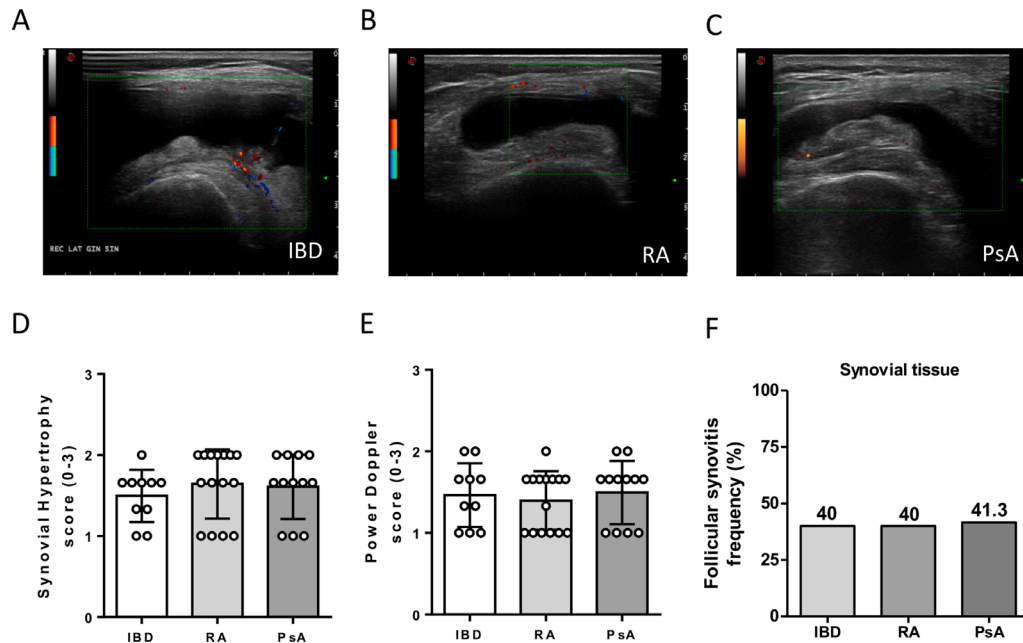 A
B
C
REC LAT GIN SIN
IBD
RA
PsA
D
E
F
Synovial Hypertrophy
score (0-3)
3
2
1
0
IBD
RA
PsA
Power Doppler
score (0-3)
3
2
1
0
IBD
RA
PsA
Synovial tissue
Follicular synovitis
frequency (%)
100
75
50
25
0
40
40
41.3
IBD
RA
PsA